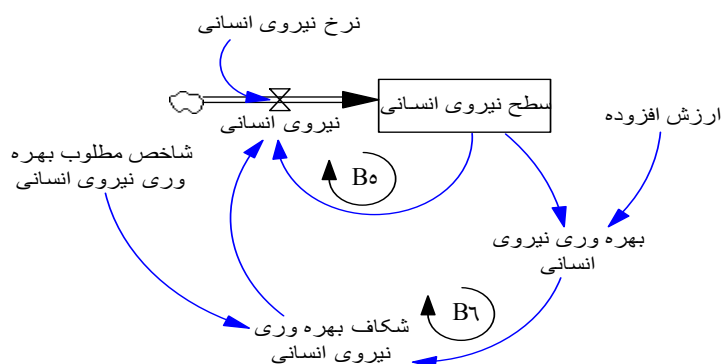 نرخ نیروی انسانی
سطح نیروی انسانی
نیروی انسانی
ارزش افزوده
شاخص مطلوب بهره
وری نیروی انسانی
B٥
بهره وری نیروی
انسانی
B٦
شکاف بهره وری
نیروی انسانی